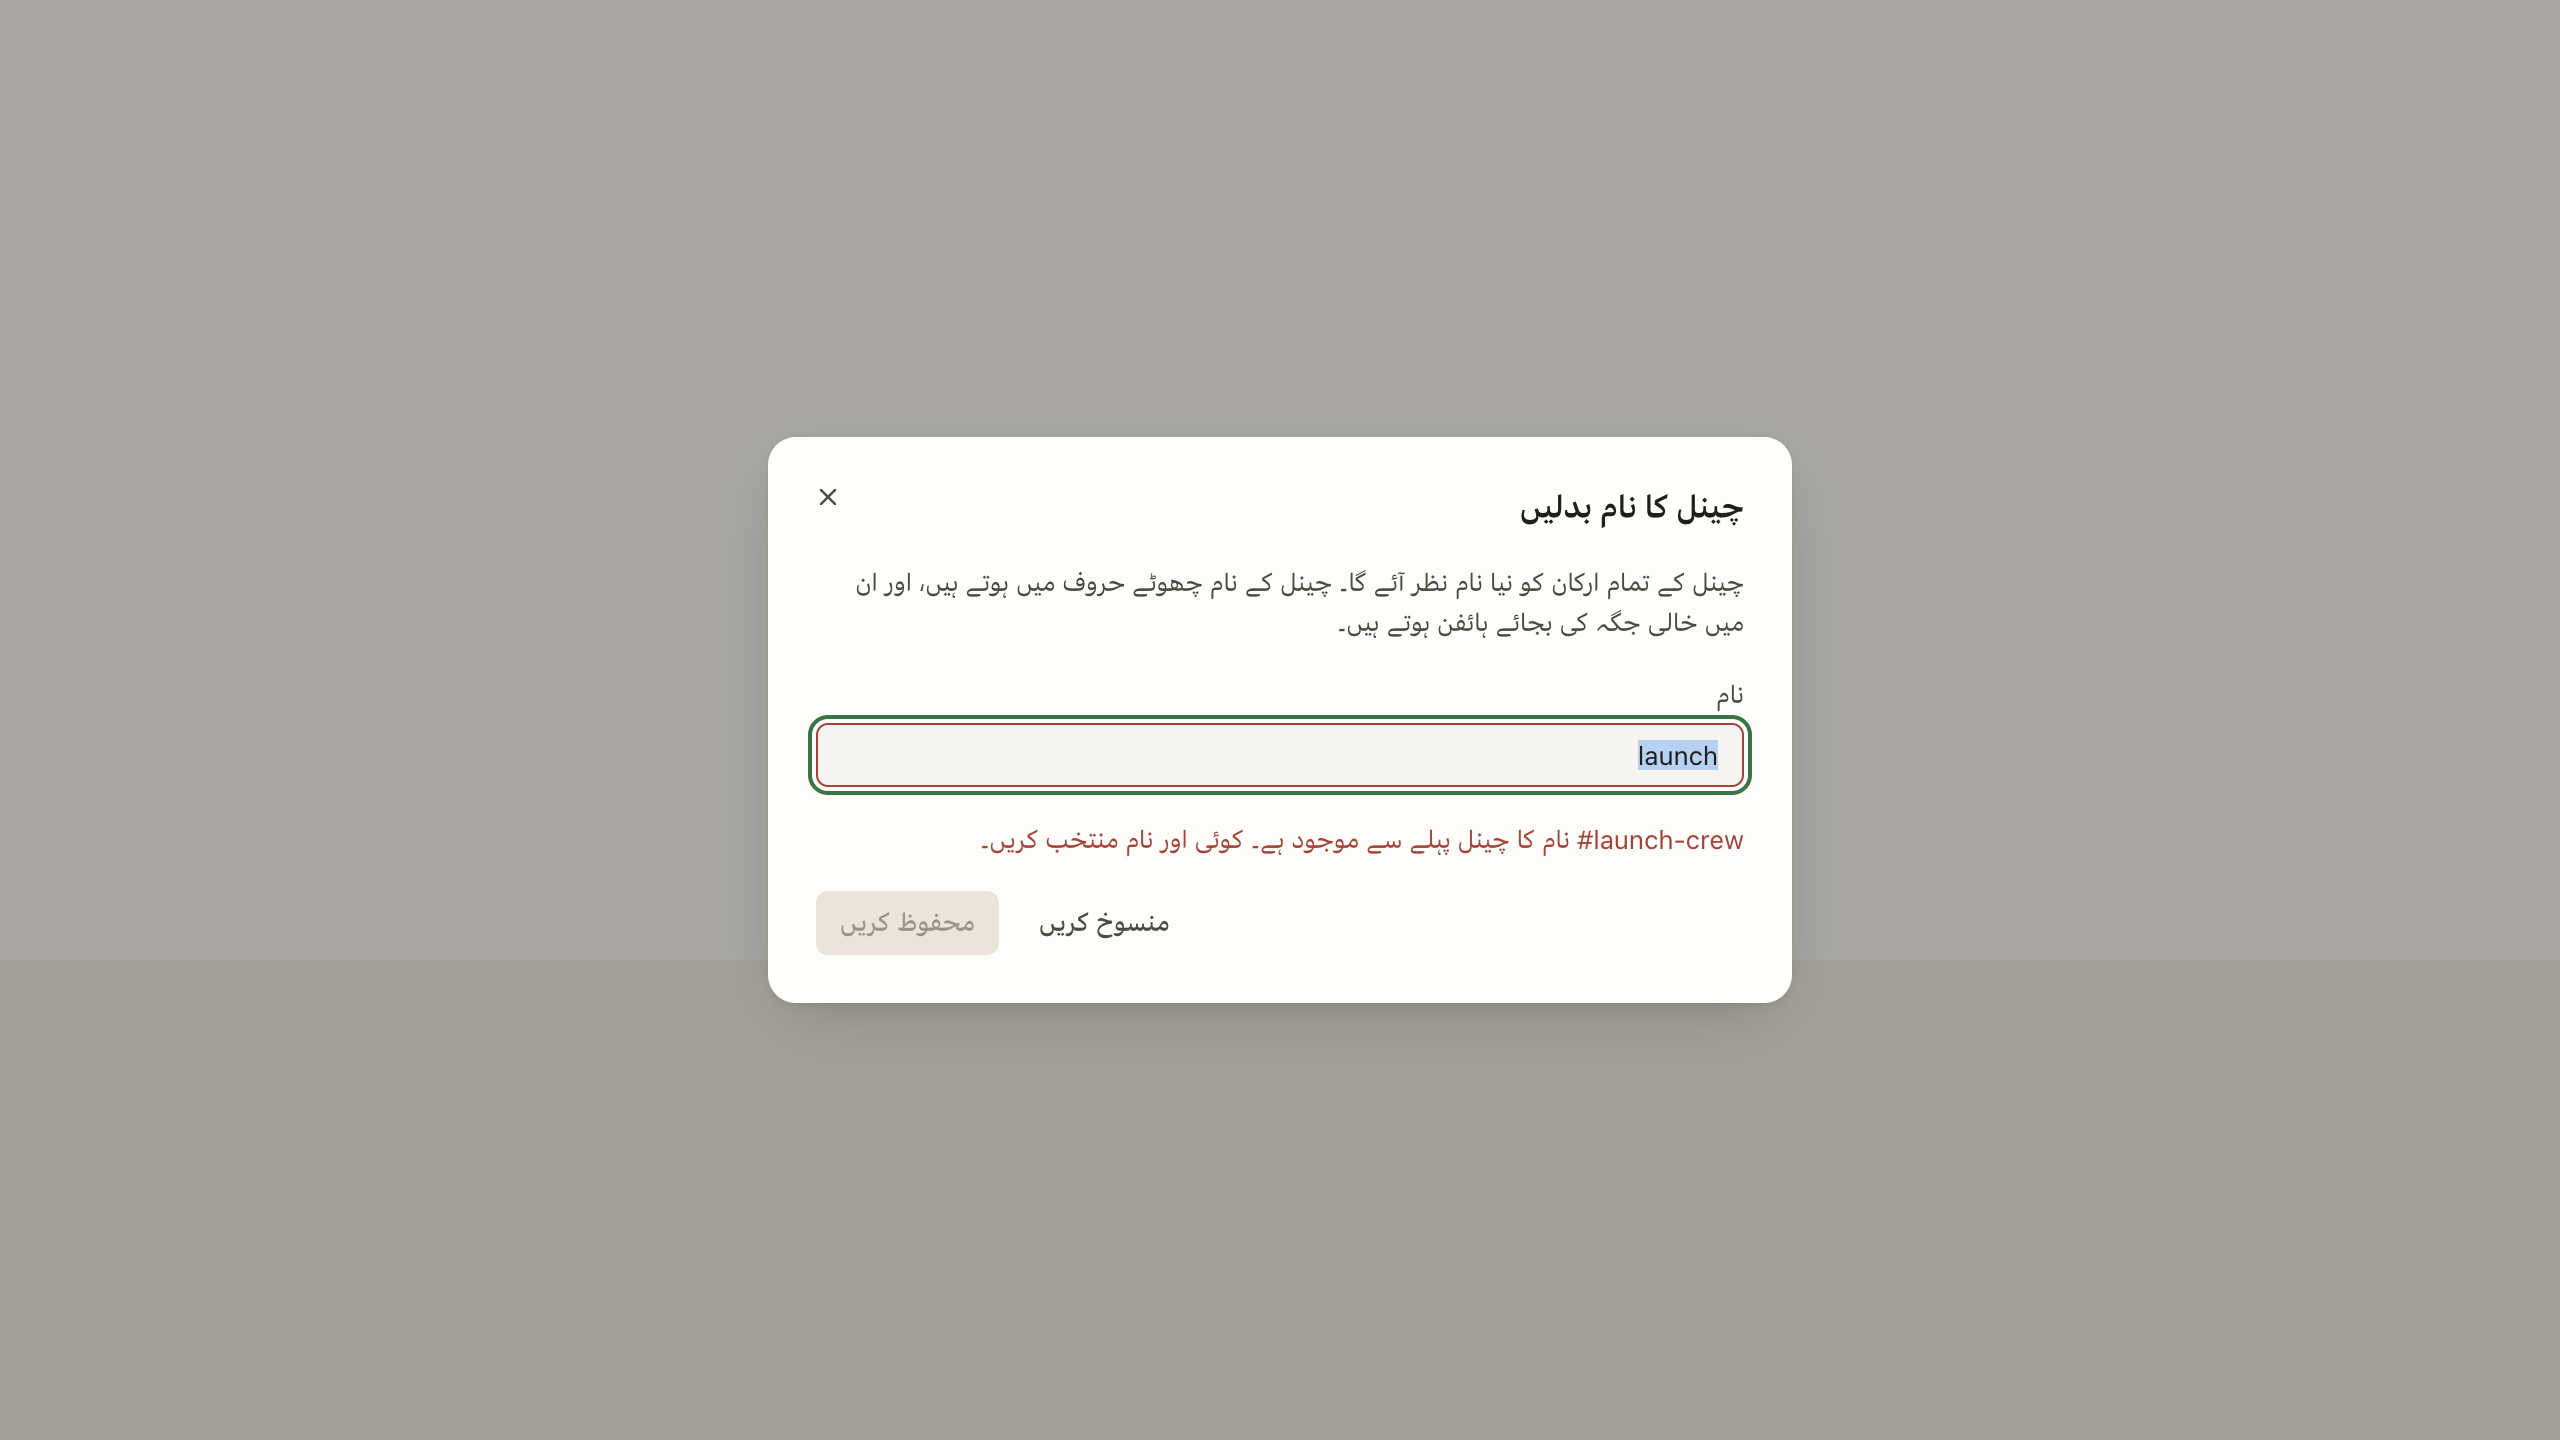 چینل کا نام بدلیں
چینل کے تمام ارکان کو نیا نام نظر آئے گا۔ چینل کے نام چھوٹے حروف میں ہوتے ہیں، اور ان
میں خالی جگہ کی بجائے ہائفن ہوتے ہیں۔
نام
launch
#launch-crew نام کا چینل پہلے سے موجود ہے۔ کوئی اور نام منتخب کریں۔
منسوخ کریں
محفوظ کریں